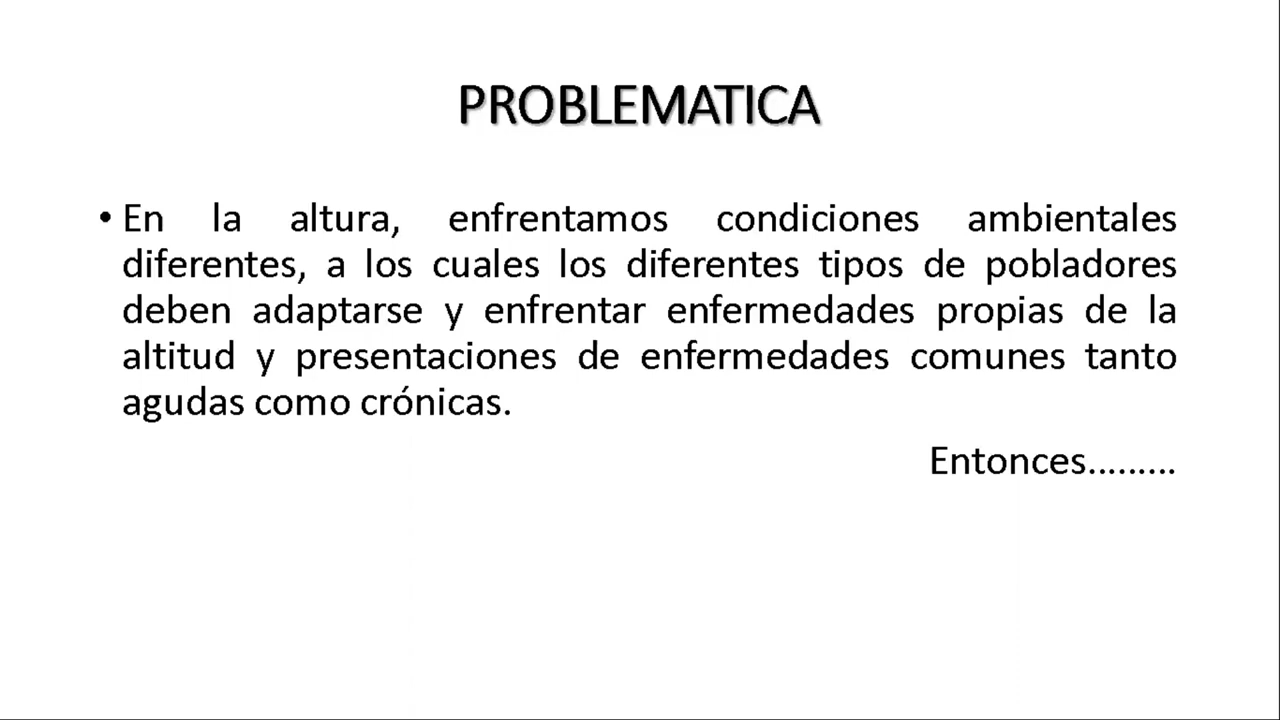 PROBLEMATICA
• En la altura, enfrentamos condiciones ambientales
diferentes, a los cuales los diferentes tipos de pobladores
deben adaptarse y enfrentar enfermedades propias de la
altitud y presentaciones de enfermedades comunes tanto
agudas como crónicas.
Entonces.........